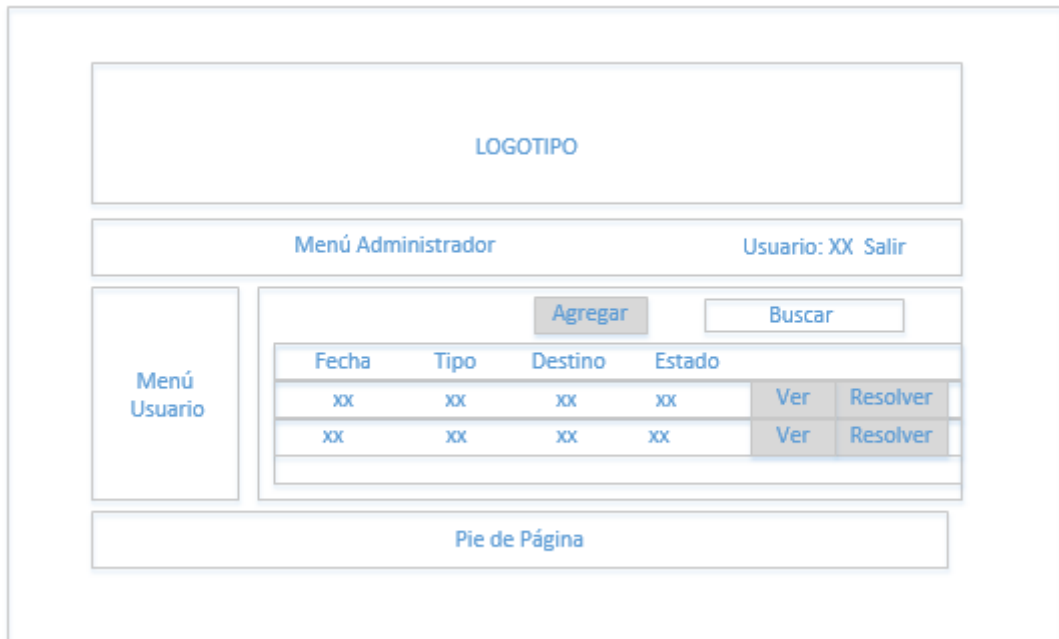 LOGOTIPO
Menú Administrador Usuario: XX Salir
Agregar Buscar
Menú
Usuario
Fecha Tipo Destino Estado
xx xx xx xx Ver Resolver
xx xx xx xx Ver Resolver
Pie de Página